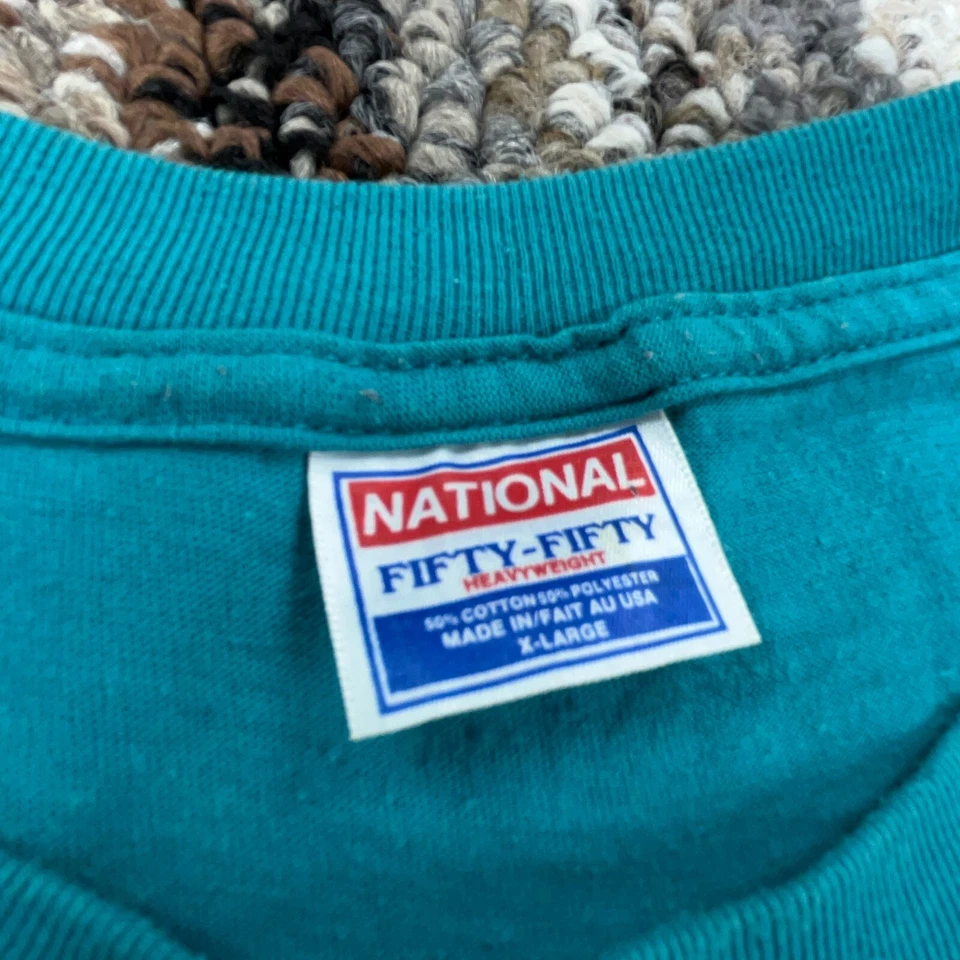 NATIONAL
FIFTY-FIFTY
HEAVYWEIGHT
50% COTTON 50% POLYESTER
MADE IN/FAIT AU USA
X-LARGE